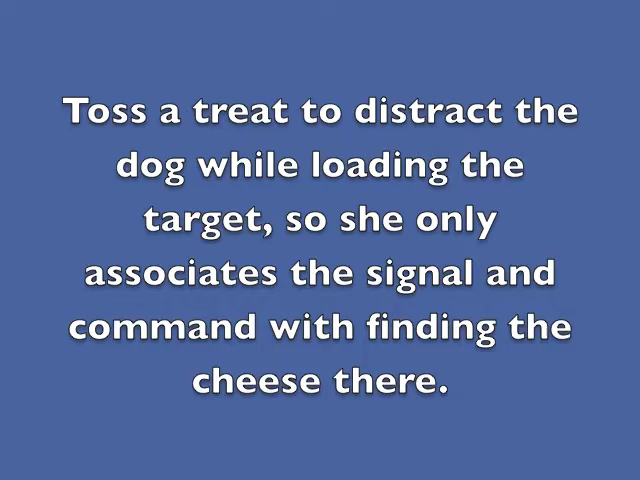 Toss a treat to distract the
dog while loading the
target, so she only
associates the signal and
command with finding the
cheese there.